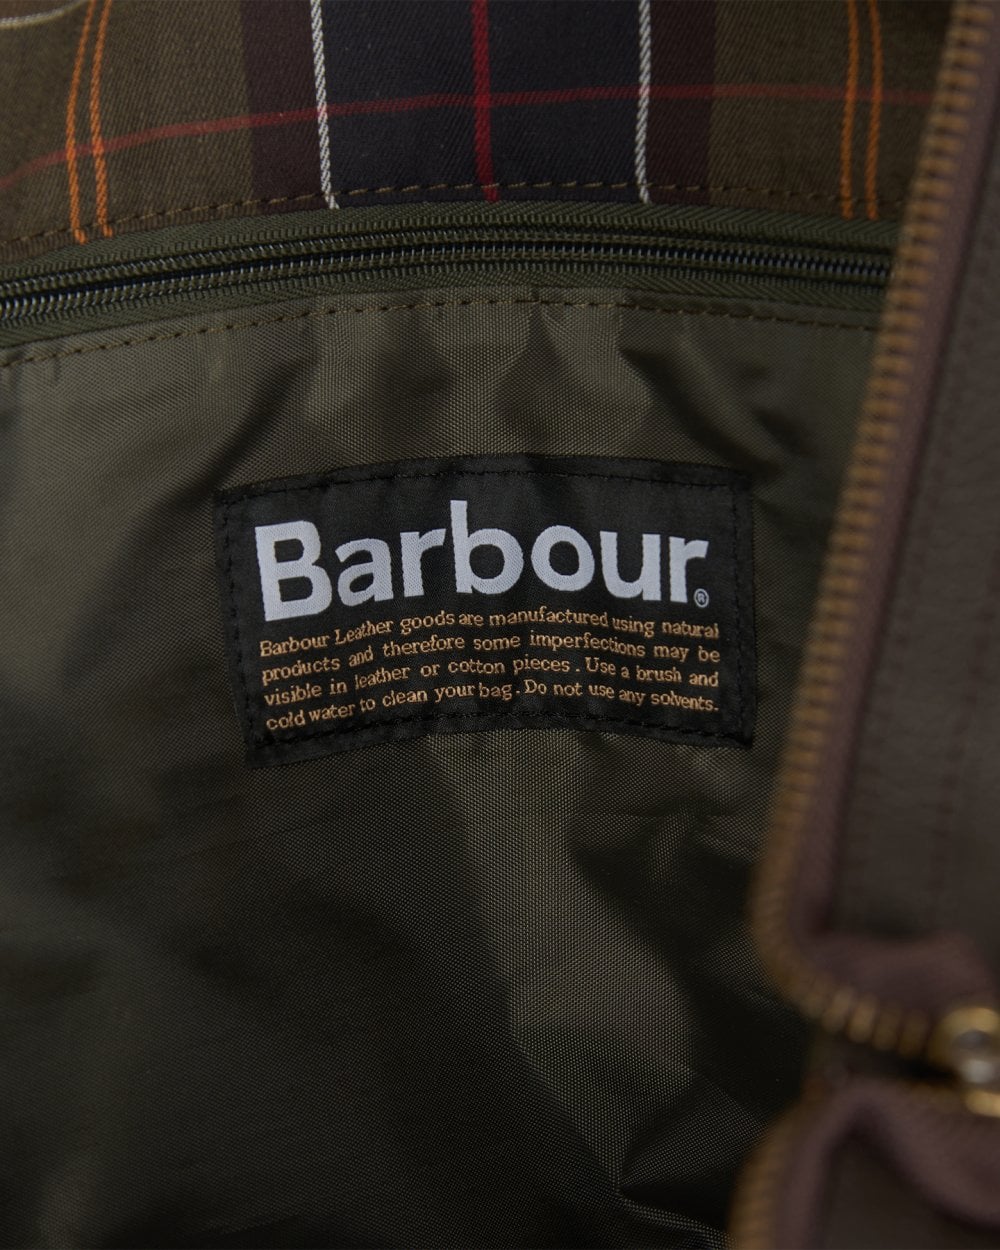 Barbour®
Barbour Leather goods are manufactured using natural
products and therefore some imperfections may be
visible in leather or cotton pieces. Use a brush and
cold water to clean your bag. Do not use any solvents.